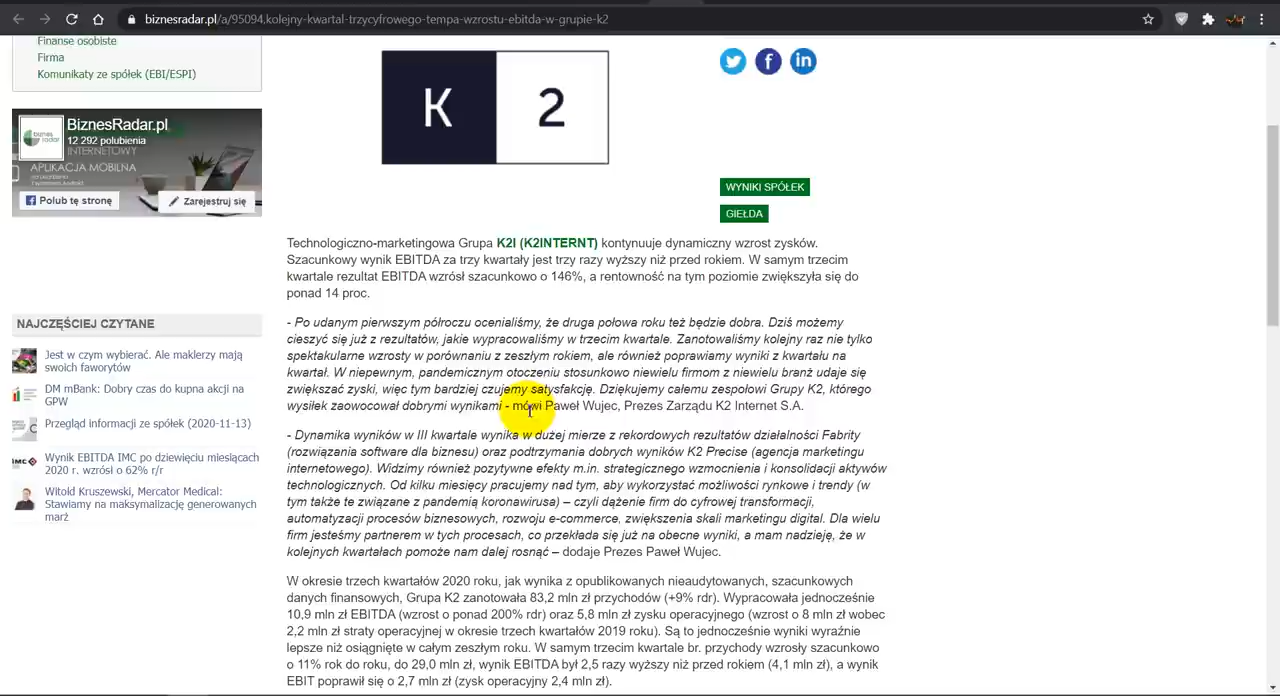 biznesradar.pl/a/95094,kolejny-kwartal-trzycyfrowego-tempa-wzrostu-ebitda-w-grupie-k2
Finanse osobiste
Firma
Komunikaty ze spółek (EBI/ESPI)
BiznesRadar.pl
12 292 polubienia
INTERNETOWY
APLIKACJA MOBILNA
biznes
radar
Polub tę stronę
Zarejestruj się
NAJCZĘŚCIEJ CZYTANE
Jest w czym wybierać. Ale maklerzy mają
swoich faworytów
DM mBank: Dobry czas do kupna akcji na
GPW
Przegląd informacji ze spółek (2020-11-13)
Wynik EBITDA IMC po dziewięciu miesiącach
2020 r. wzrósł o 62% r/r
Witold Kruszewski, Mercator Medical:
Stawiamy na maksymalizację generowanych
marż
K 2
WYNIKI SPÓŁEK
GIEŁDA
Technologiczno-marketingowa Grupa K2I (K2INTERNT) kontynuuje dynamiczny wzrost zysków.
Szacunkowy wynik EBITDA za trzy kwartały jest trzy razy wyższy niż przed rokiem. W samym trzecim
kwartale rezultat EBITDA wzrósł szacunkowo o 146%, a rentowność na tym poziomie zwiększyła się do
ponad 14 proc.
- Po udanym pierwszym półroczu ocenialiśmy, że druga połowa roku też będzie dobra. Dziś możemy
cieszyć się już z rezultatów, jakie wypracowaliśmy w trzecim kwartale. Zanotowaliśmy kolejny raz nie tylko
spektakularne wzrosty w porównaniu z zeszłym rokiem, ale również poprawiamy wyniki z kwartału na
kwartał. W niepewnym, pandemicznym otoczeniu stosunkowo niewielu firmom z niewielu branż udaje się
zwiększać zyski, więc tym bardziej czujemy satysfakcję. Dziękujemy całemu zespołowi Grupy K2, którego
wysiłek zaowocował dobrymi wynikami - mówi Paweł Wujec, Prezes Zarządu K2 Internet S.A.
- Dynamika wyników w III kwartale wynika w dużej mierze z rekordowych rezultatów działalności Fabrity
(rozwiązania software dla biznesu) oraz podtrzymania dobrych wyników K2 Precise (agencja marketingu
internetowego). Widzimy również pozytywne efekty m.in. strategicznego wzmocnienia i konsolidacji aktywów
technologicznych. Od kilku miesięcy pracujemy nad tym, aby wykorzystać możliwości rynkowe i trendy (w
tym także te związane z pandemią koronawirusa) – czyli dążenie firm do cyfrowej transformacji,
automatyzacji procesów biznesowych, rozwoju e-commerce, zwiększenia skali marketingu digital. Dla wielu
firm jesteśmy partnerem w tych procesach, co przekłada się już na obecne wyniki, a mam nadzieję, że w
kolejnych kwartałach pomoże nam dalej rosnąć – dodaje Prezes Paweł Wujec.
W okresie trzech kwartałów 2020 roku, jak wynika z opublikowanych nieaudytowanych, szacunkowych
danych finansowych, Grupa K2 zanotowała 83,2 mln zł przychodów (+9% rdr). Wypracowała jednocześnie
10,9 mln zł EBITDA (wzrost o ponad 200% rdr) oraz 5,8 mln zł zysku operacyjnego (wzrost o 8 mln zł wobec
2,2 mln zł straty operacyjnej w okresie trzech kwartałów 2019 roku). Są to jednocześnie wyniki wyraźnie
lepsze niż osiągnięte w całym zeszłym roku. W samym trzecim kwartale br. przychody wzrosły szacunkowo
o 11% rok do roku, do 29,0 mln zł, wynik EBITDA był 2,5 razy wyższy niż przed rokiem (4,1 mln zł), a wynik
EBIT poprawił się o 2,7 mln zł (zysk operacyjny 2,4 mln zł).